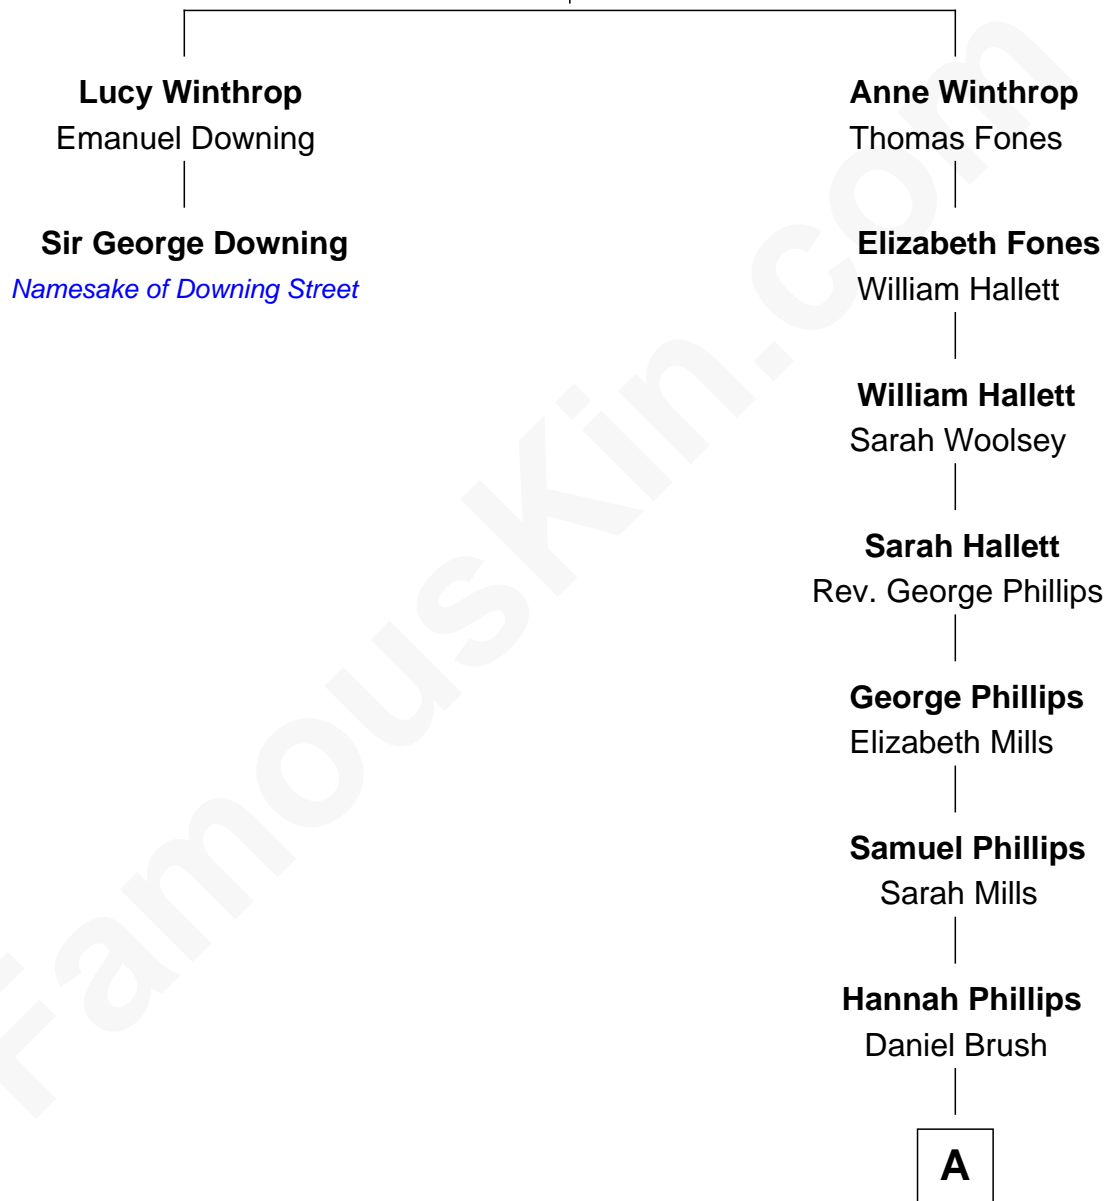 Lucy Winthrop
Emanuel Downing
Sir George Downing
Namesake of Downing Street
Anne Winthrop
Thomas Fones
Elizabeth Fones
William Hallett
William Hallett
Sarah Woolsey
Sarah Hallett
Rev. George Phillips
George Phillips
Elizabeth Mills
Samuel Phillips
Sarah Mills
Hannah Phillips
Daniel Brush
A
FamousKin.com